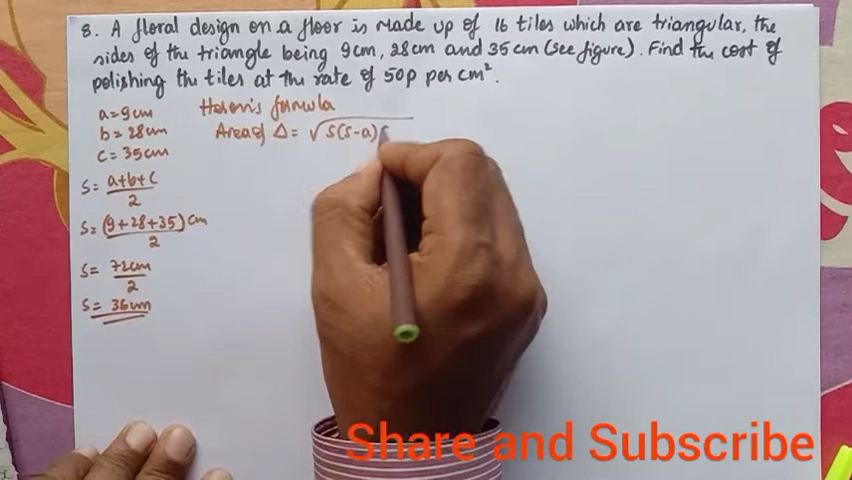 8. A floral design on a floor is made up of 16 tiles which are triangular, the
sides of the triangle being 9cm, 28cm and 35cm (see figure). Find the cost of
polishing the tiles at the rate of 50p per cm².
a=9cm
b=28cm
c=35cm
S=a+b+c/2
S=(9+28+35)cm/2
S=72cm/2
S=36cm
Heron's formula
Area of Δ = √S(S-a)(
Share and Subscribe